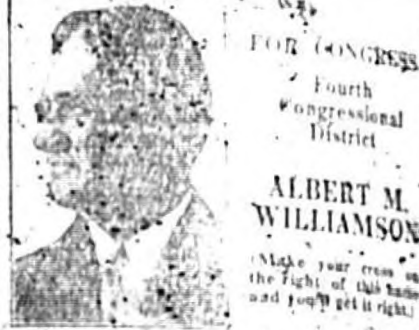 FOR CONGRESS
Fourth
Congressional
District
ALBERT M.
WILLIAMSON
(Make your cross on
the right of this name
and you'll get it right.)